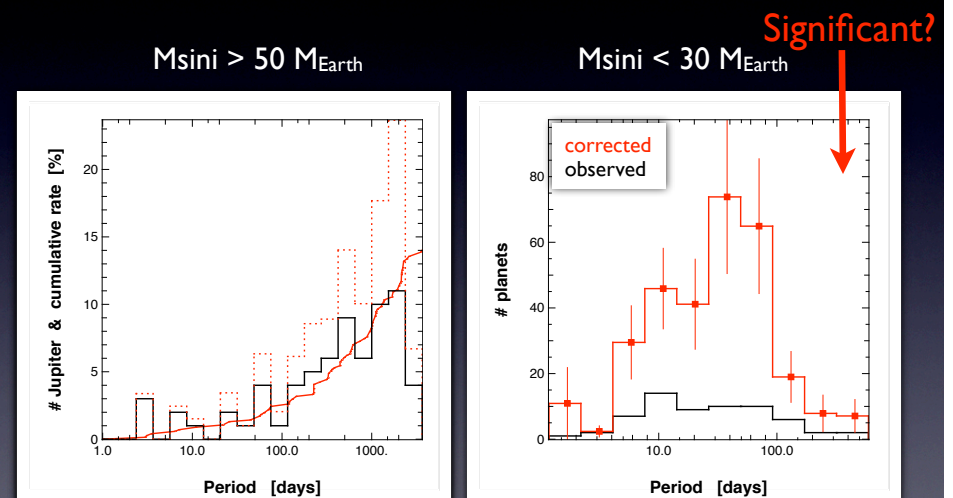 Significant?
Msini > 50 MEarth
Msini < 30 MEarth
# Jupiter & cumulative rate [%]
20
15
10
5
0
1.0
10.0
100.0
1000.
Period [days]
corrected
observed
# planets
80
60
40
20
0
10.0
100.0
Period [days]